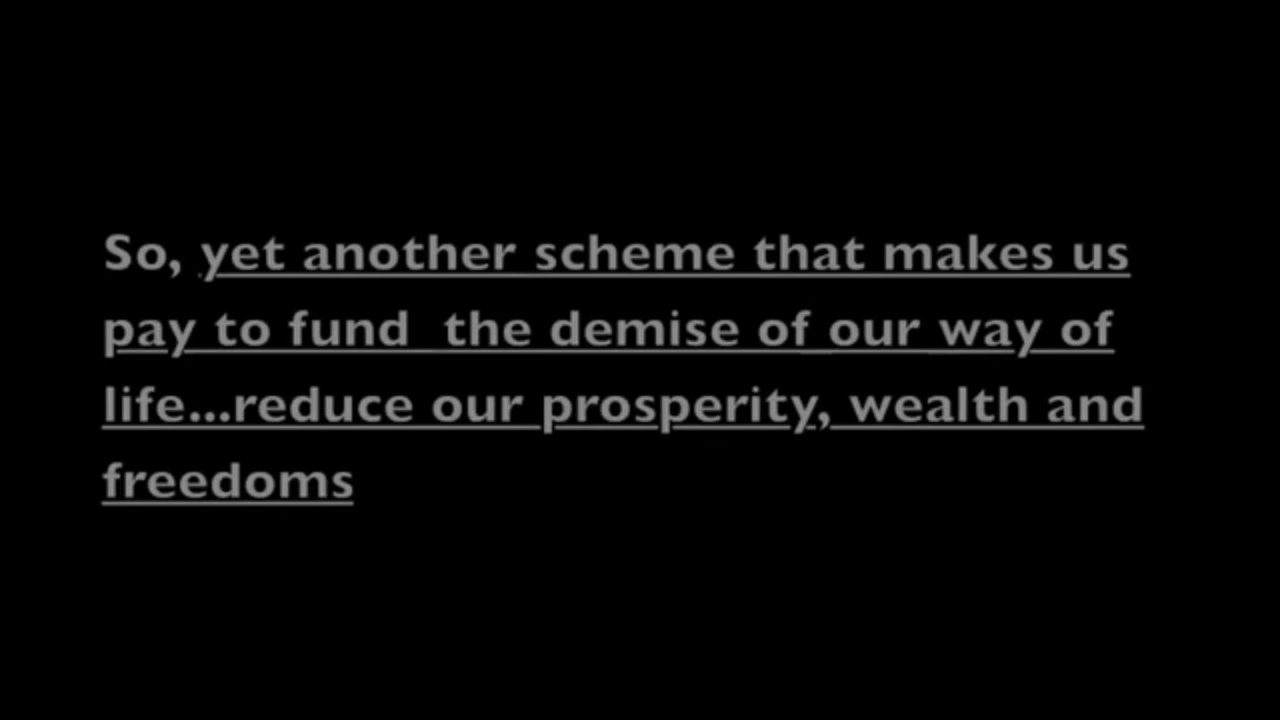 So, yet another scheme that makes us
pay to fund  the demise of our way of
life...reduce our prosperity, wealth and
freedoms